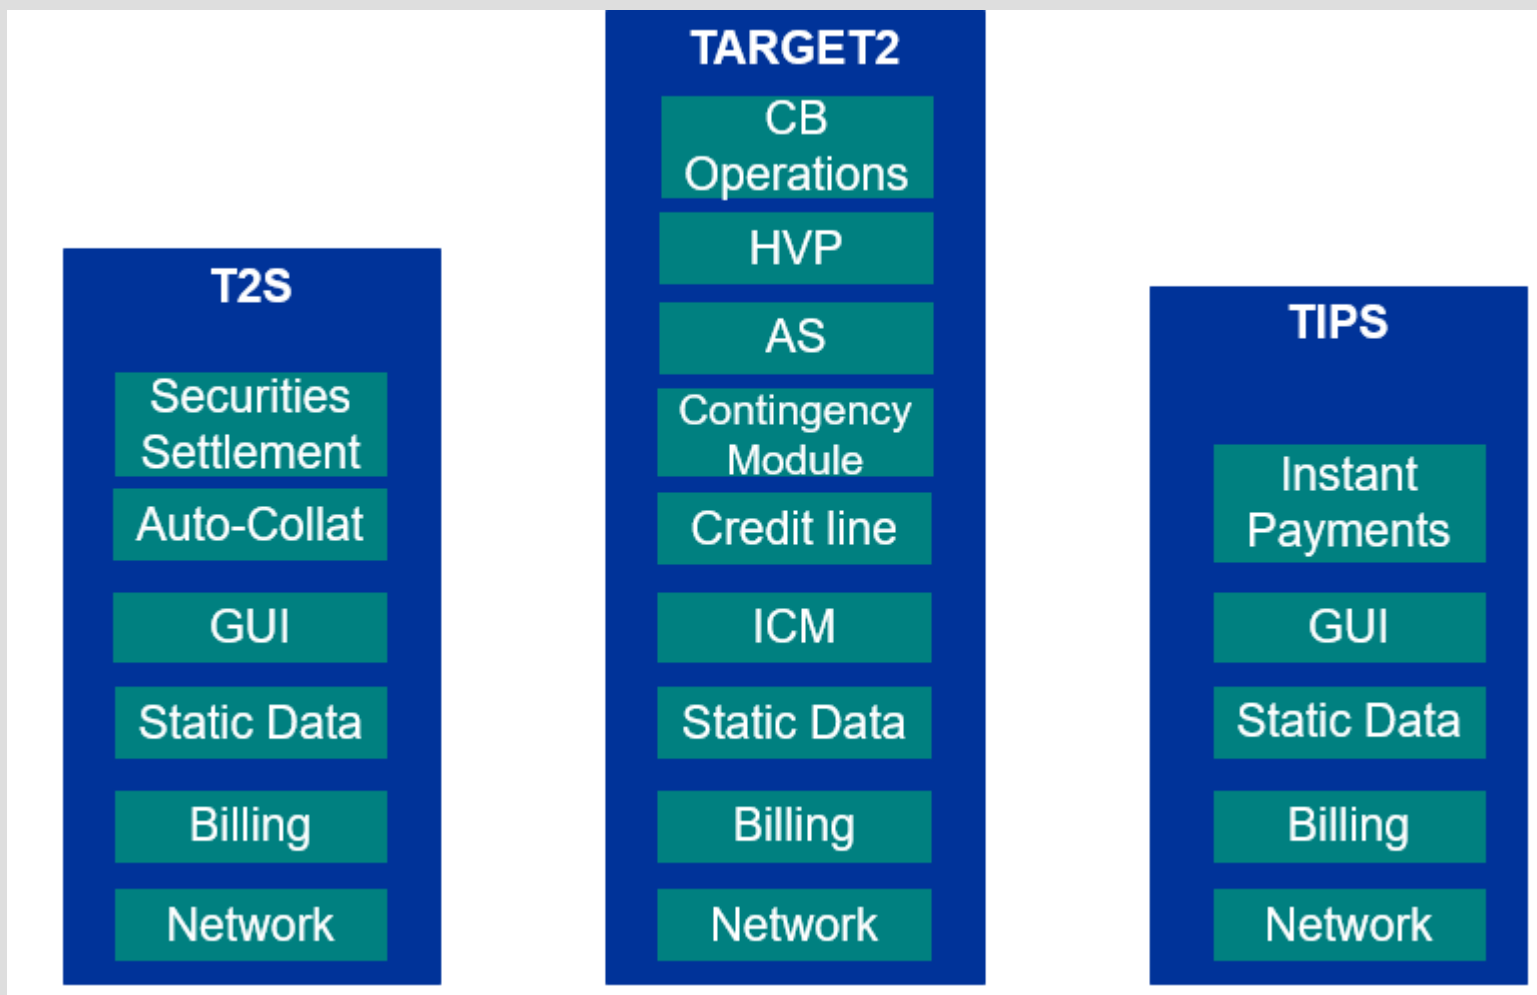 T2S
Securities
Settlement
Auto-Collat
GUI
Static Data
Billing
Network
TARGET2
CB
Operations
HVP
AS
Contingency
Module
Credit line
ICM
Static Data
Billing
Network
TIPS
Instant
Payments
GUI
Static Data
Billing
Network